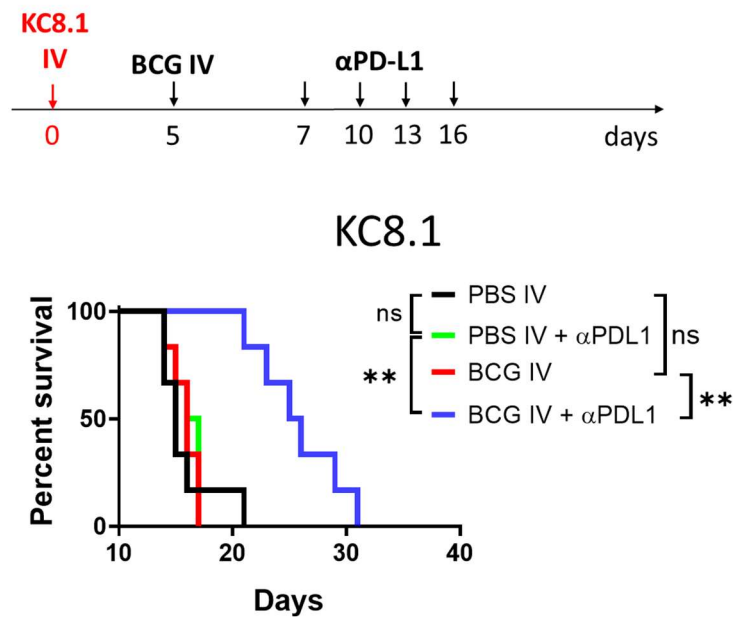 KC8.1
IV
BCG IV
αPD-L1
0
5
7
10
13
16
days
KC8.1
Percent survival
100
50
0
10
20
30
40
Days
ns
**
PBS IV
PBS IV + αPDL1
BCG IV
BCG IV + αPDL1
ns
**